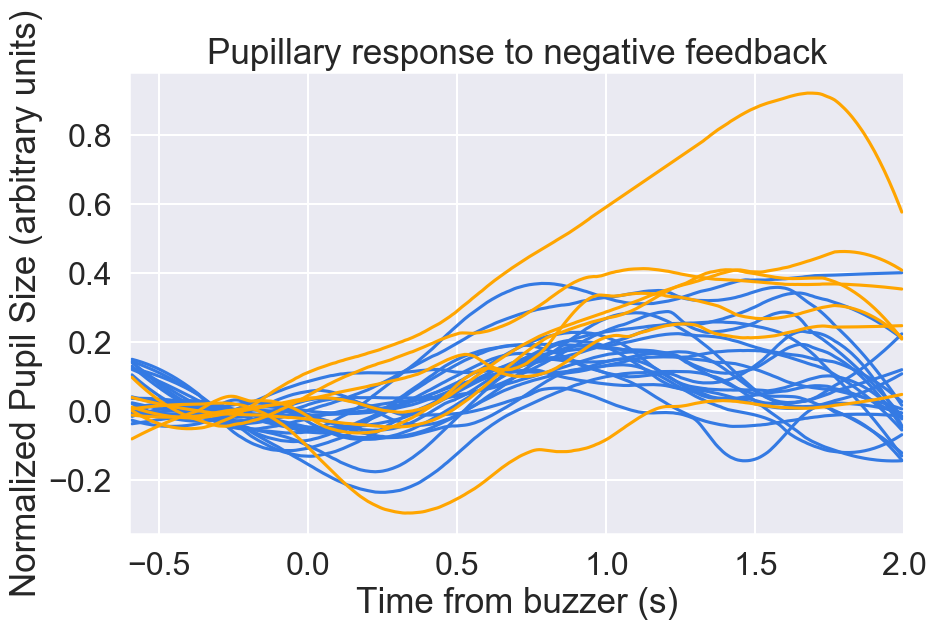 Pupillary response to negative feedback
Normalized Pupil Size (arbitrary units)
0.8
0.6
0.4
0.2
0.0
−0.2
−0.5 0.0 0.5 1.0 1.5 2.0
Time from buzzer (s)